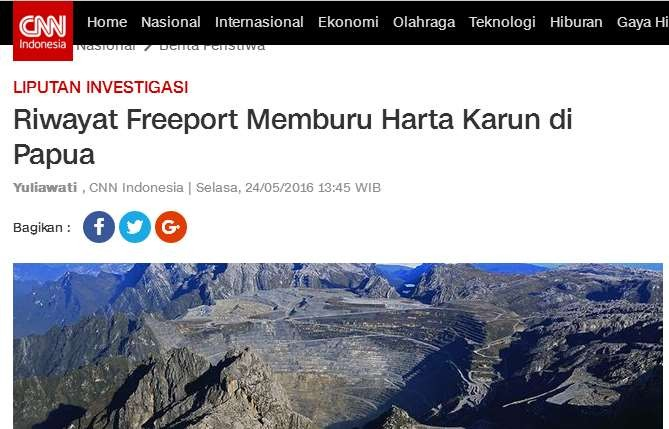 CNN
Indonesia
Home Nasional Internasional Ekonomi Olahraga Teknologi Hiburan Gaya Hi
Nasional Berita Peristiwa
LIPUTAN INVESTIGASI
Riwayat Freeport Memburu Harta Karun di
Papua
Yuliawati , CNN Indonesia | Selasa, 24/05/2016 13:45 WIB
Bagikan :